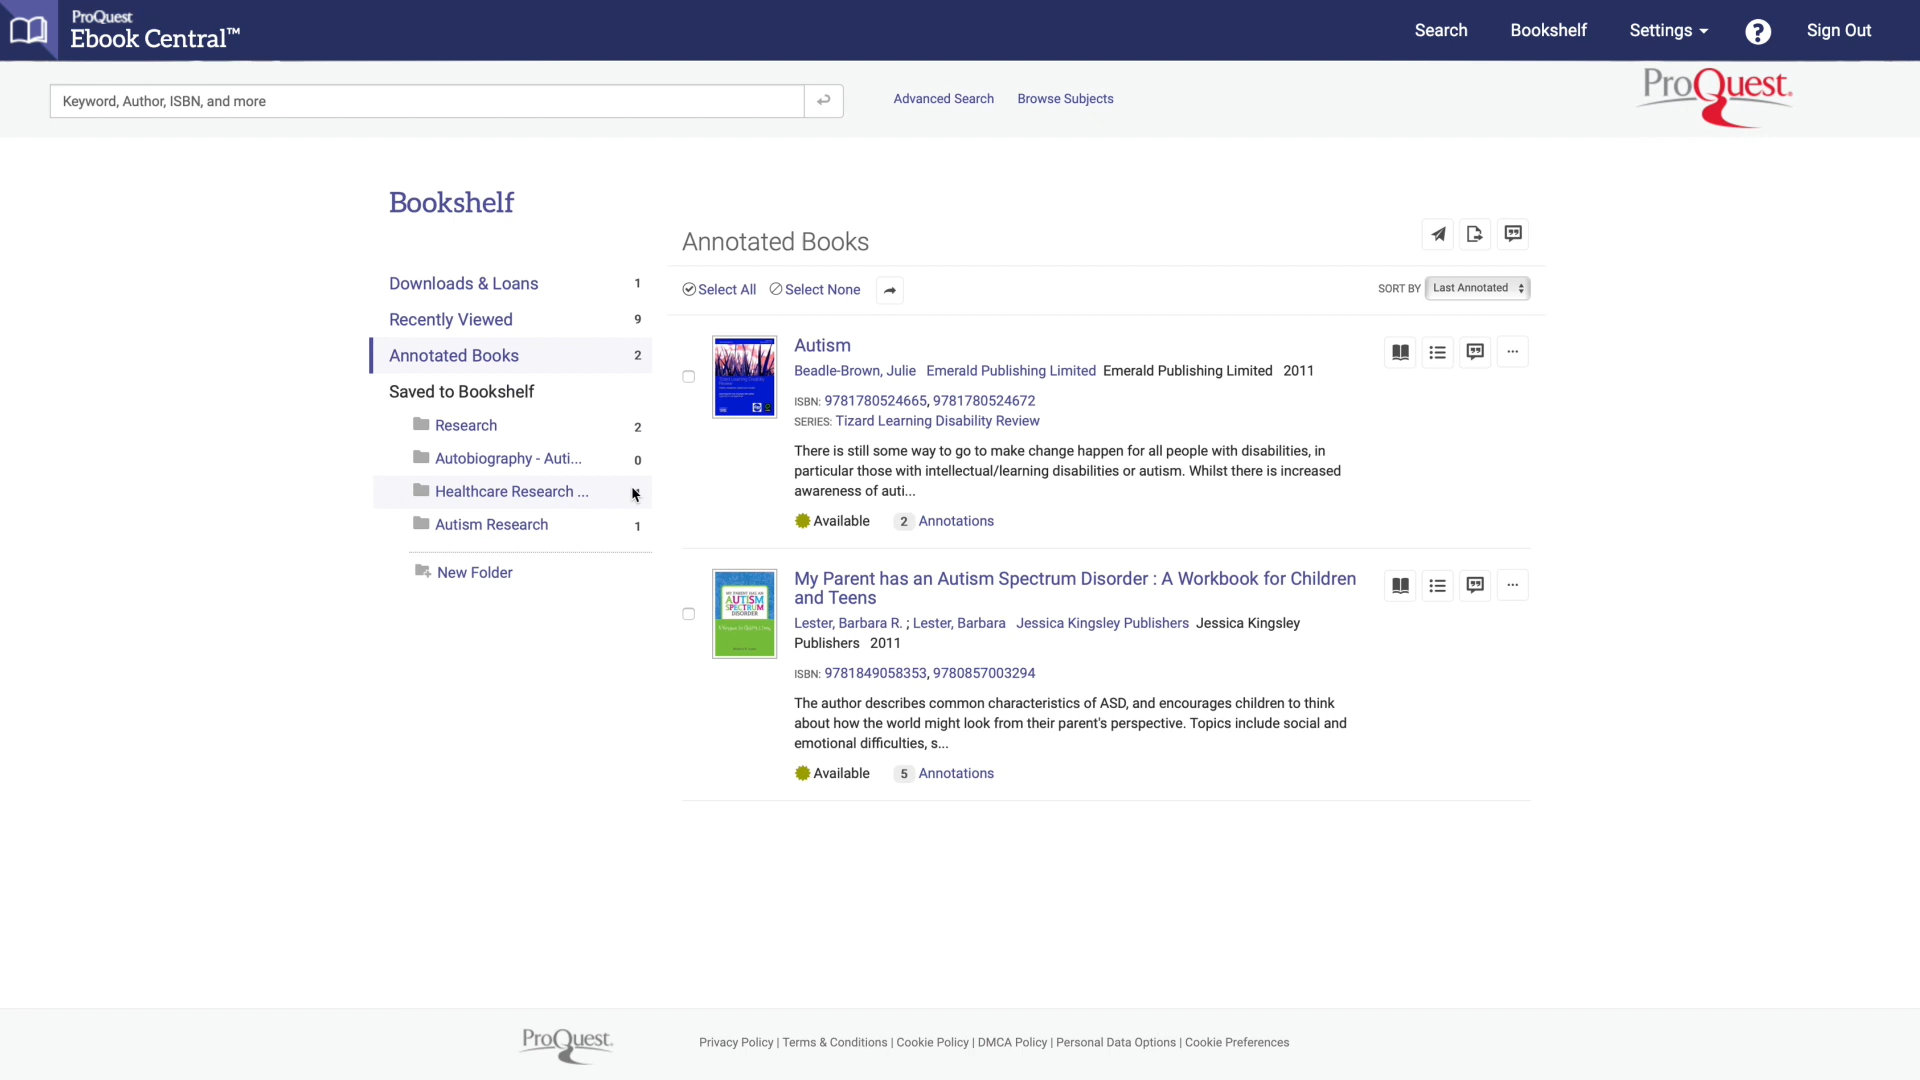 ProQuest
Ebook Central™
Search
Bookshelf
Settings
?
Sign Out
Keyword, Author, ISBN, and more
Advanced Search
Browse Subjects
ProQuest.
Bookshelf
Downloads & Loans 1
Recently Viewed 9
Annotated Books 2
Saved to Bookshelf
Research 2
Autobiography - Auti... 0
Healthcare Research ...
Autism Research 1
New Folder
Annotated Books
Select All Select None
SORT BY Last Annotated
Autism
Beadle-Brown, Julie Emerald Publishing Limited Emerald Publishing Limited 2011
ISBN: 9781780524665, 9781780524672
SERIES: Tizard Learning Disability Review
There is still some way to go to make change happen for all people with disabilities, in
particular those with intellectual/learning disabilities or autism. Whilst there is increased
awareness of auti...
Available 2 Annotations
MY PARENT HAS AN
AUTISM
SPECTRUM
DISORDER
My Parent has an Autism Spectrum Disorder : A Workbook for Children
and Teens
Lester, Barbara R. ; Lester, Barbara Jessica Kingsley Publishers Jessica Kingsley
Publishers 2011
ISBN: 9781849058353, 9780857003294
The author describes common characteristics of ASD, and encourages children to think
about how the world might look from their parent's perspective. Topics include social and
emotional difficulties, s...
Available 5 Annotations
ProQuest.
Privacy Policy | Terms & Conditions | Cookie Policy | DMCA Policy | Personal Data Options | Cookie Preferences